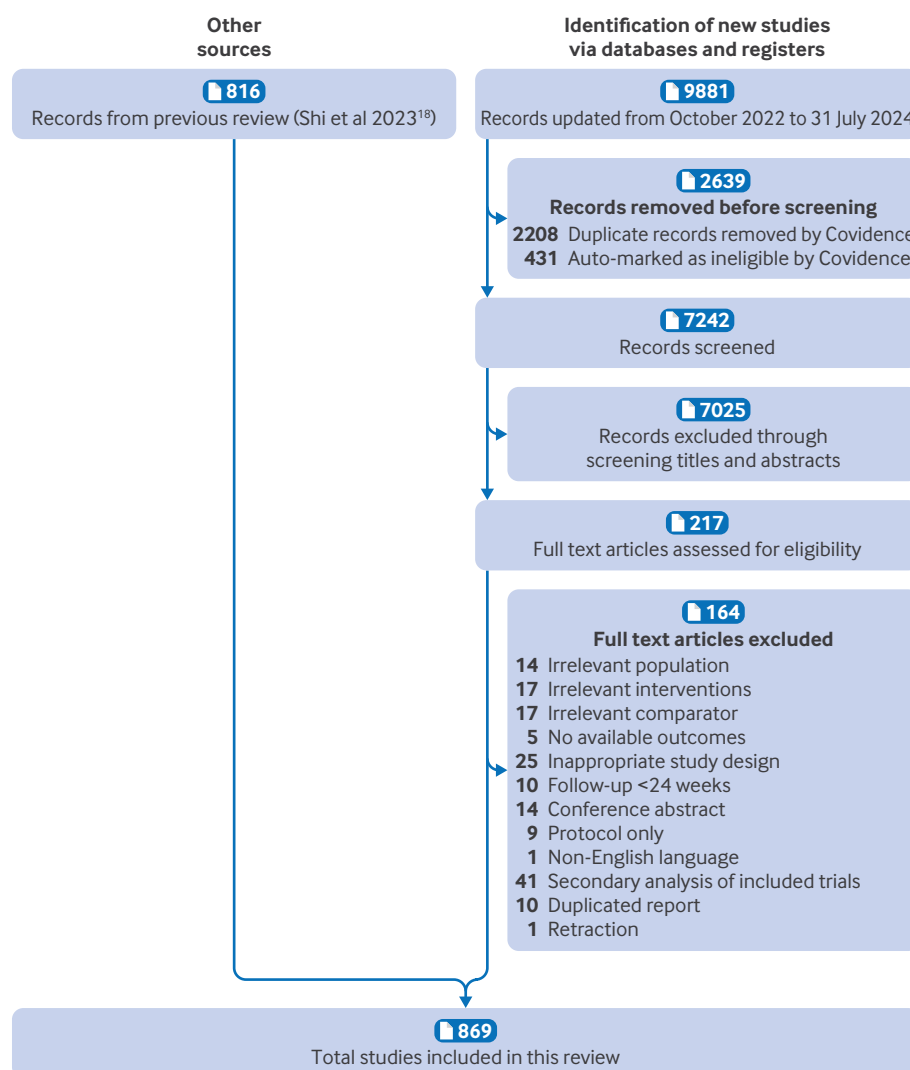 Other
sources
816
Records from previous review (Shi et al 2023¹⁸)
Identification of new studies
via databases and registers
9881
Records updated from October 2022 to 31 July 2024
2639
Records removed before screening
2208 Duplicate records removed by Covidence
431 Auto-marked as ineligible by Covidence
7242
Records screened
7025
Records excluded through
screening titles and abstracts
217
Full text articles assessed for eligibility
164
Full text articles excluded
14 Irrelevant population
17 Irrelevant interventions
17 Irrelevant comparator
5 No available outcomes
25 Inappropriate study design
10 Follow-up <24 weeks
14 Conference abstract
9 Protocol only
1 Non-English language
41 Secondary analysis of included trials
10 Duplicated report
1 Retraction
869
Total studies included in this review